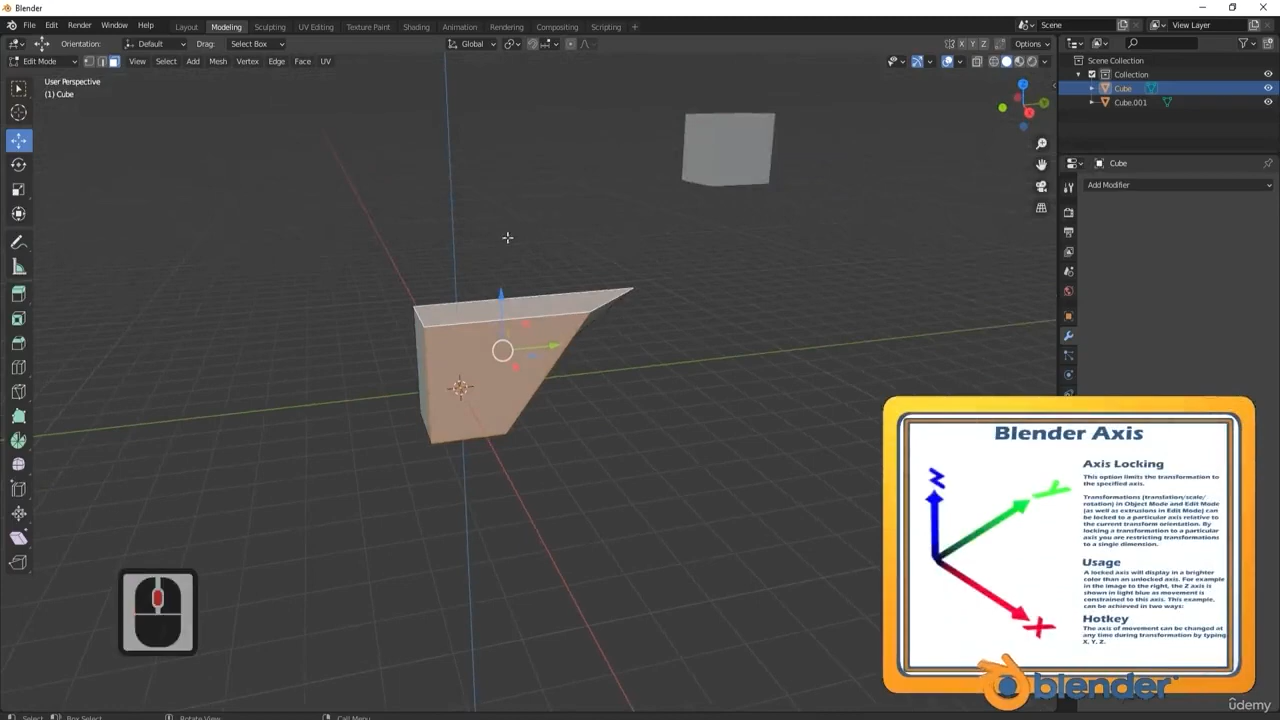 Blender
File Edit Render Window Help
Layout Modeling Sculpting UV Editing Texture Paint Shading Animation Rendering Compositing Scripting +
Scene
View Layer
Orientation: Default Drag: Select Box
Global
X Y Z Options
Edit Mode View Select Add Mesh Vertex Edge Face UV
User Perspective
(1) Cube
Scene Collection
Collection
Cube
Cube.001
Cube
Add Modifier
Blender Axis
Z
Y
X
Axis Locking
This option limits the transformation to
the specified axis.
Transformations (translation/scale/
rotation) in Object Mode and Edit Mode
(as well as extrusions in Edit Mode) can
be locked to a particular axis relative to
the current transform orientation. By
locking a transformation to a particular
axis you are restricting transformations
to a single dimension.
Usage
A locked axis will display in a brighter
color than an unlocked axis. For example
in the image to the right, the Z axis is
shown in light blue as movement is
constrained to this axis. This example,
can be achieved in two ways:
Hotkey
The axis of movement can be changed at
any time during transformation by typing
X, Y, Z.
blender
ûdemy
Select Box Select Rotate View Call Menu